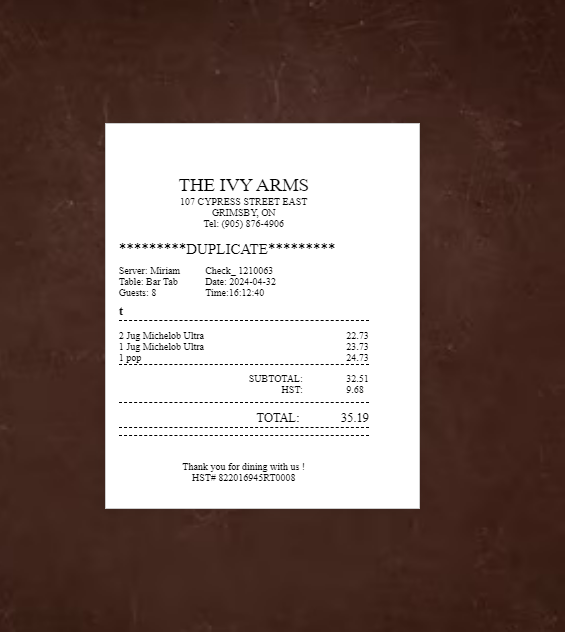 THE IVY ARMS
107 CYPRESS STREET EAST
GRIMSBY, ON
Tel: (905) 876-4906
*********DUPLICATE*********
Server: Miriam Check_ 1210063
Table: Bar Tab Date: 2024-04-32
Guests: 8 Time:16:12:40
t
2 Jug Michelob Ultra 22.73
1 Jug Michelob Ultra 23.73
1 pop 24.73
SUBTOTAL: 32.51
HST: 9.68
TOTAL: 35.19
Thank you for dining with us !
HST# 822016945RT0008